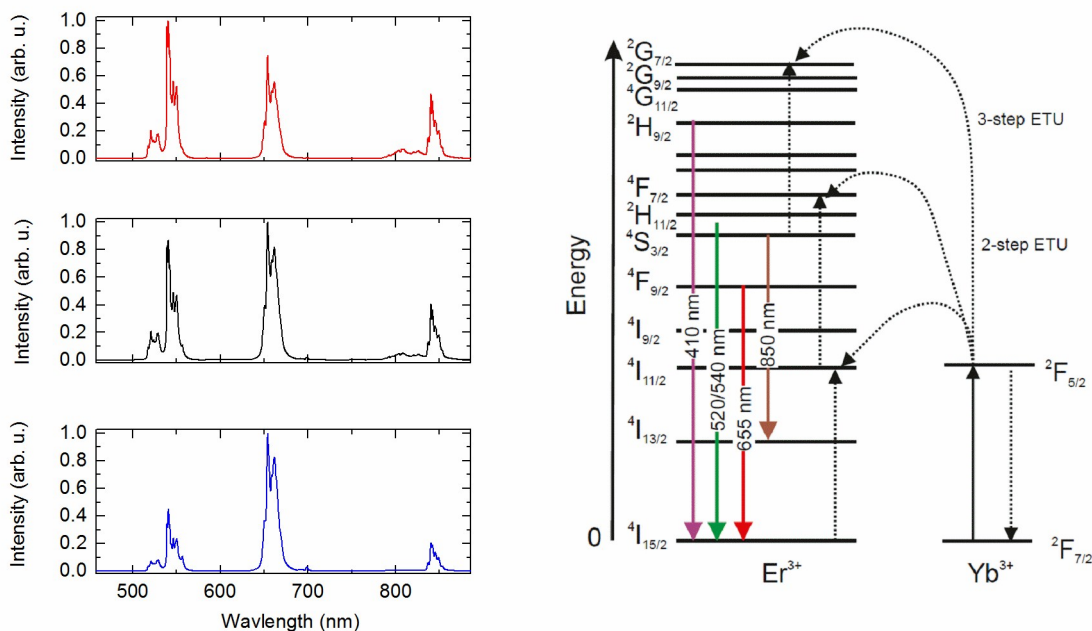 Intensity (arb. u.)
1.0
0.8
0.6
0.4
0.2
0.0
Intensity (arb. u.)
1.0
0.8
0.6
0.4
0.2
0.0
Intensity (arb. u.)
1.0
0.8
0.6
0.4
0.2
0.0
500 600 700 800
Wavlength (nm)
Energy
0
²G₇/₂
²G₉/₂
⁴G₁₁/₂
²H₉/₂
⁴F₇/₂
²H₁₁/₂
⁴S₃/₂
⁴F₉/₂
⁴I₉/₂
⁴I₁₁/₂
⁴I₁₃/₂
⁴I₁₅/₂
410 nm
520/540 nm
655 nm
850 nm
3-step ETU
2-step ETU
²F₅/₂
²F₇/₂
Er³⁺
Yb³⁺